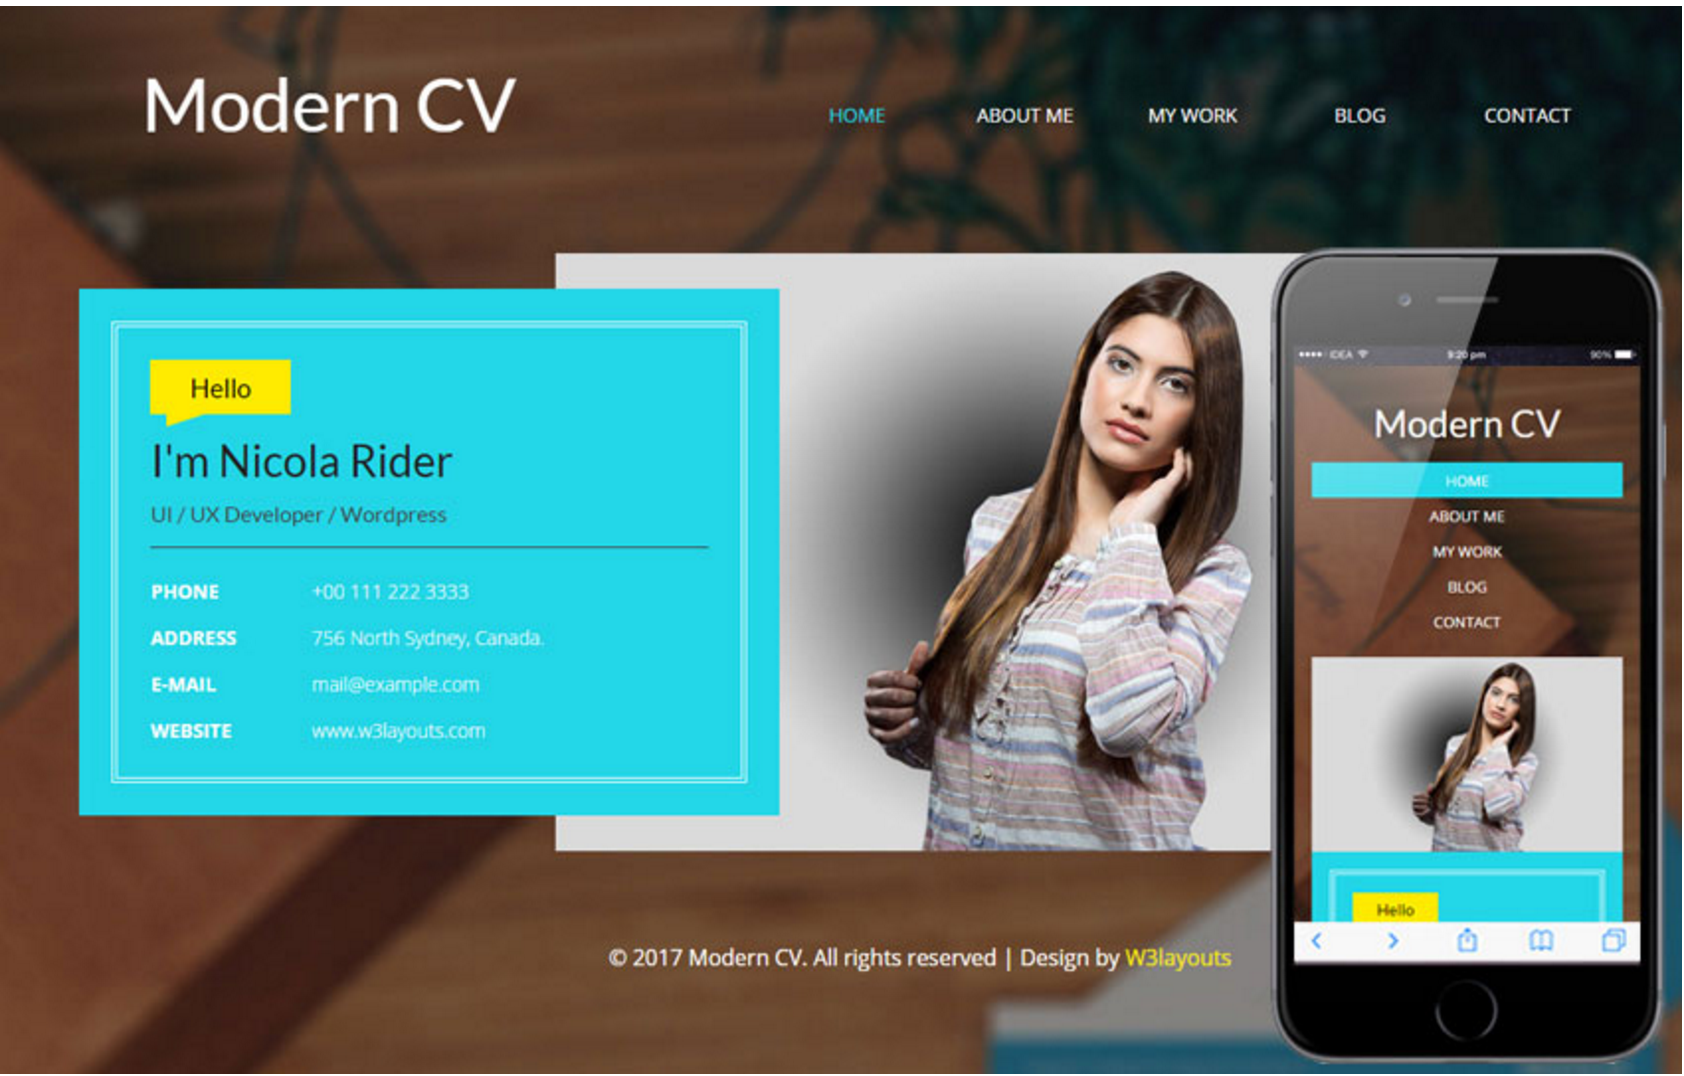 Modern CV
HOME ABOUT ME MY WORK BLOG CONTACT
Hello
I'm Nicola Rider
UI / UX Developer / Wordpress
PHONE +00 111 222 3333
ADDRESS 756 North Sydney, Canada.
E-MAIL mail@example.com
WEBSITE www.w3layouts.com
© 2017 Modern CV. All rights reserved | Design by W3layouts
IDEA 9:20 pm 90%
Modern CV
HOME
ABOUT ME
MY WORK
BLOG
CONTACT
Hello